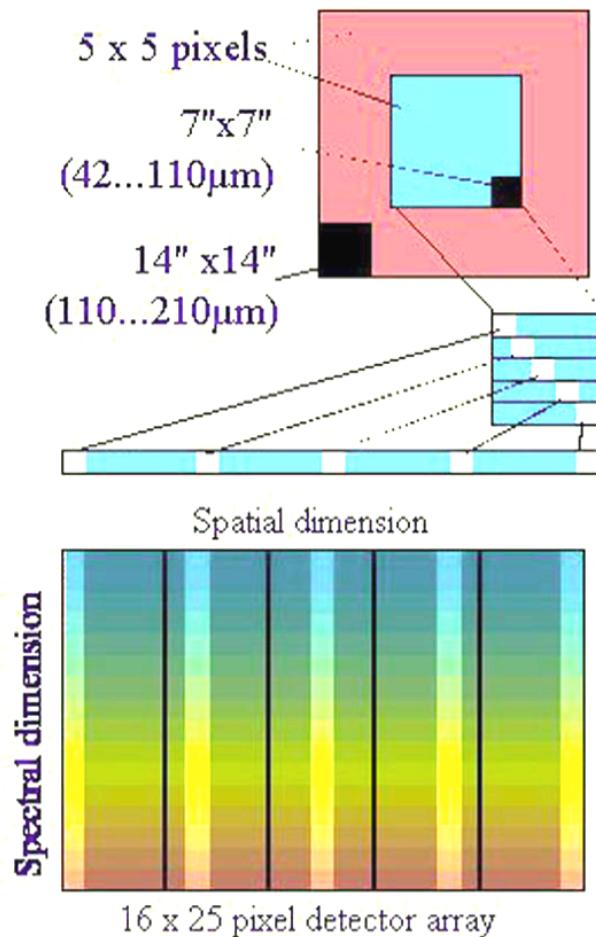 5 x 5 pixels
7"x7"
(42...110µm)
14" x14"
(110...210µm)
Spatial dimension
Spectral dimension
16 x 25 pixel detector array